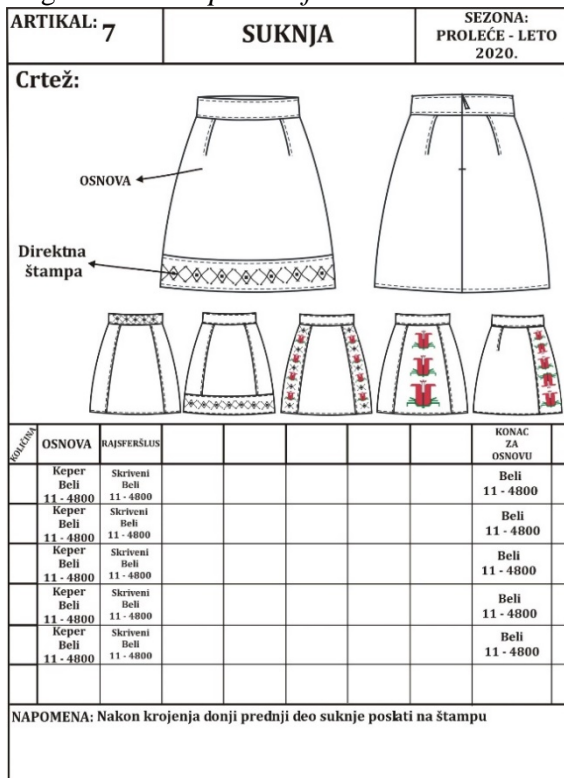 ARTIKAL: 7
SUKNJA
SEZONA:
PROLEĆE - LETO
2020.
Crtež:
OSNOVA
Direktna
štampa
KOLIČINA
OSNOVA
RAJSFERŠLUS
KONAC
ZA
OSNOVU
Keper
Beli
11 - 4800
Skriveni
Beli
11 - 4800
Beli
11 - 4800
Keper
Beli
11 - 4800
Skriveni
Beli
11 - 4800
Beli
11 - 4800
Keper
Beli
11 - 4800
Skriveni
Beli
11 - 4800
Beli
11 - 4800
Keper
Beli
11 - 4800
Skriveni
Beli
11 - 4800
Beli
11 - 4800
Keper
Beli
11 - 4800
Skriveni
Beli
11 - 4800
Beli
11 - 4800
NAPOMENA: Nakon krojenja donji prednji deo suknje poslati na štampu